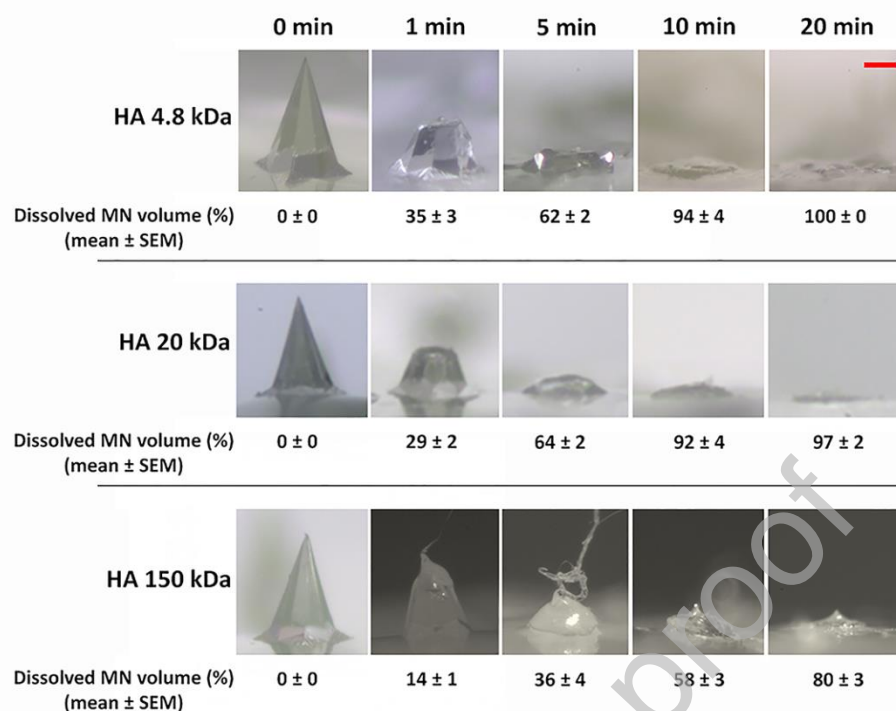 0 min 1 min 5 min 10 min 20 min
HA 4.8 kDa
Dissolved MN volume (%) 0 ± 0 35 ± 3 62 ± 2 94 ± 4 100 ± 0
(mean ± SEM)
HA 20 kDa
Dissolved MN volume (%) 0 ± 0 29 ± 2 64 ± 2 92 ± 4 97 ± 2
(mean ± SEM)
HA 150 kDa
Dissolved MN volume (%) 0 ± 0 14 ± 1 36 ± 4 58 ± 3 80 ± 3
(mean ± SEM)
proof